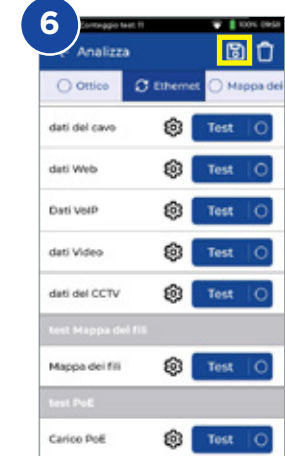 6
Conteggio test 11
100% 09:59
Analizza
Ottico Ethernet Mappa dei
dati del cavo Test
dati Web Test
Dati VoIP Test
dati Video Test
dati del CCTV Test
test Mappa dei fili
Mappa dei fili Test
test PoE
Carico PoE Test